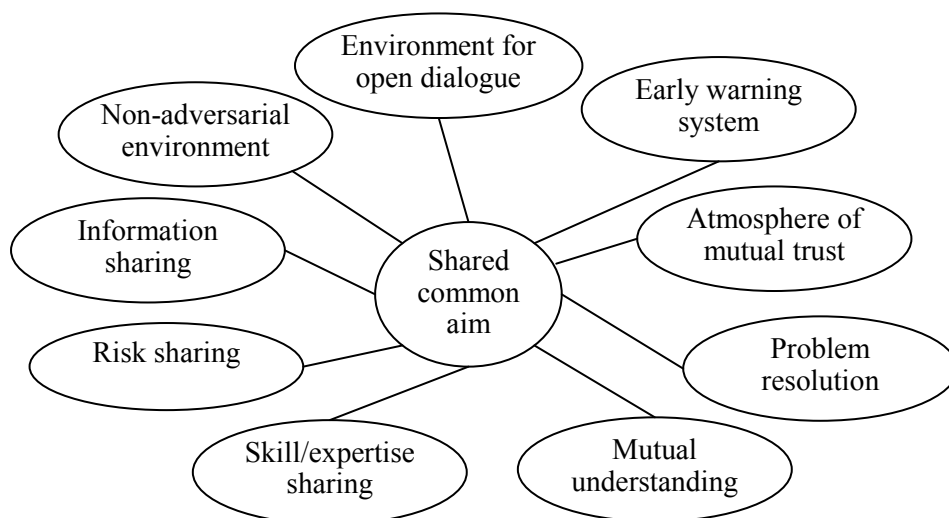 Environment for
open dialogue
Early warning
system
Non-adversarial
environment
Atmosphere of
mutual trust
Information
sharing
Shared
common
aim
Risk sharing
Problem
resolution
Skill/expertise
sharing
Mutual
understanding